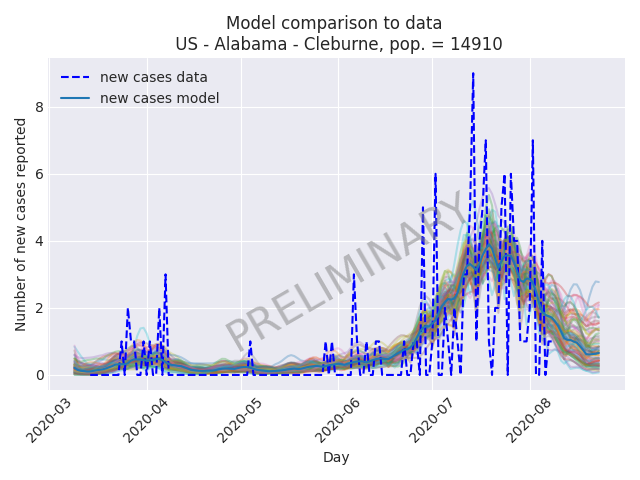 Model comparison to data
US - Alabama - Cleburne, pop. = 14910
new cases data
new cases model
Number of new cases reported
8
6
4
2
0
PRELIMINARY
2020-03
2020-04
2020-05
2020-06
2020-07
2020-08
Day